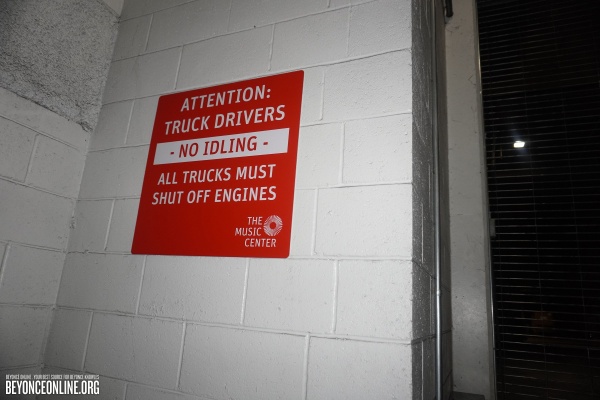 ATTENTION:
TRUCK DRIVERS
- NO IDLING -
ALL TRUCKS MUST
SHUT OFF ENGINES
THE
MUSIC
CENTER
BEYONCEONLINE.ORG